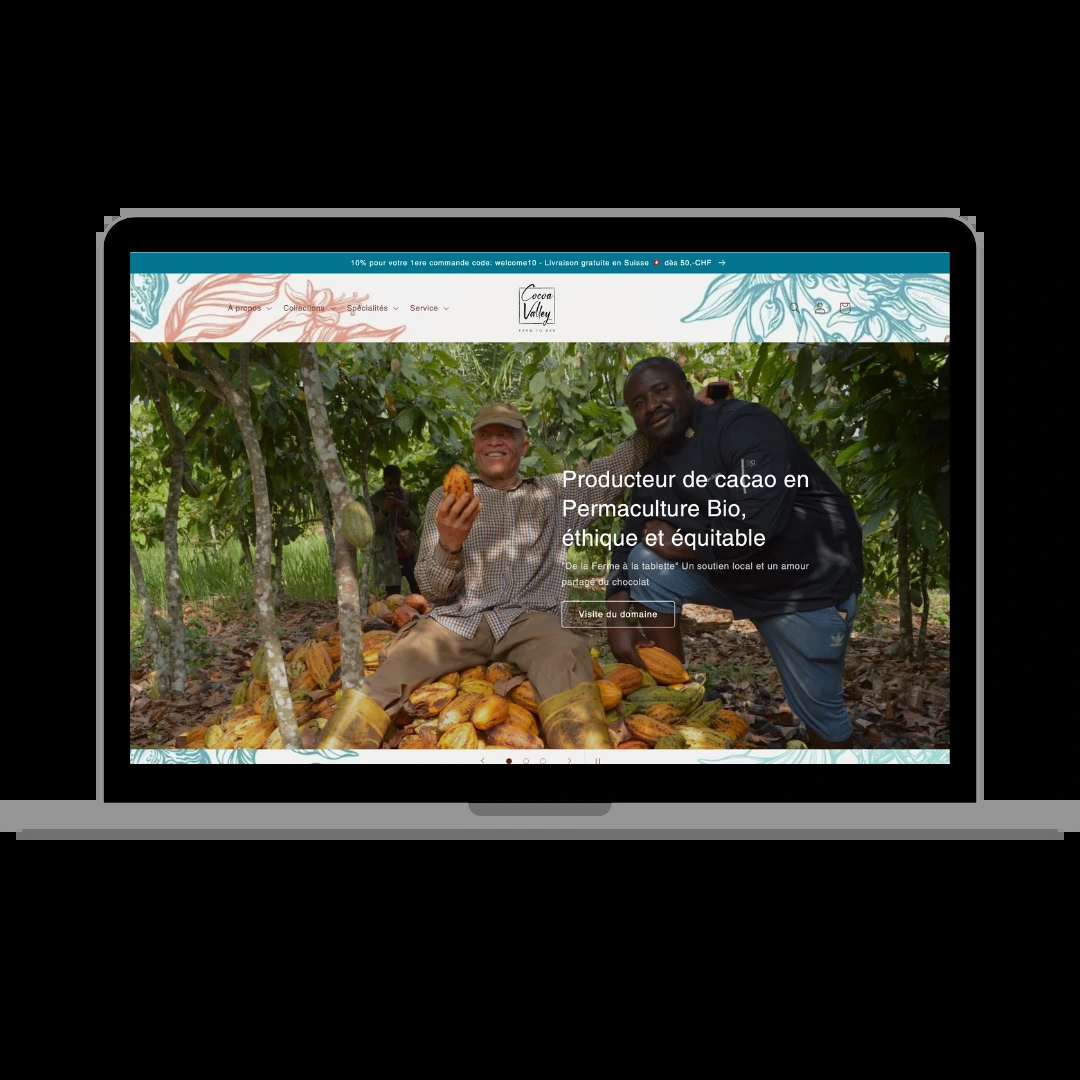 10% pour votre 1ere commande code: welcome10 - Livraison gratuite en Suisse 🇨🇭 dès 50.-CHF →
À propos Collections Spécialités Service
Cocoa
Valley
FARM TO BAR
Producteur de cacao en
Permaculture Bio,
éthique et équitable
"De la Ferme à la tablette" Un soutien local et un amour
partagé du chocolat
Visite du domaine